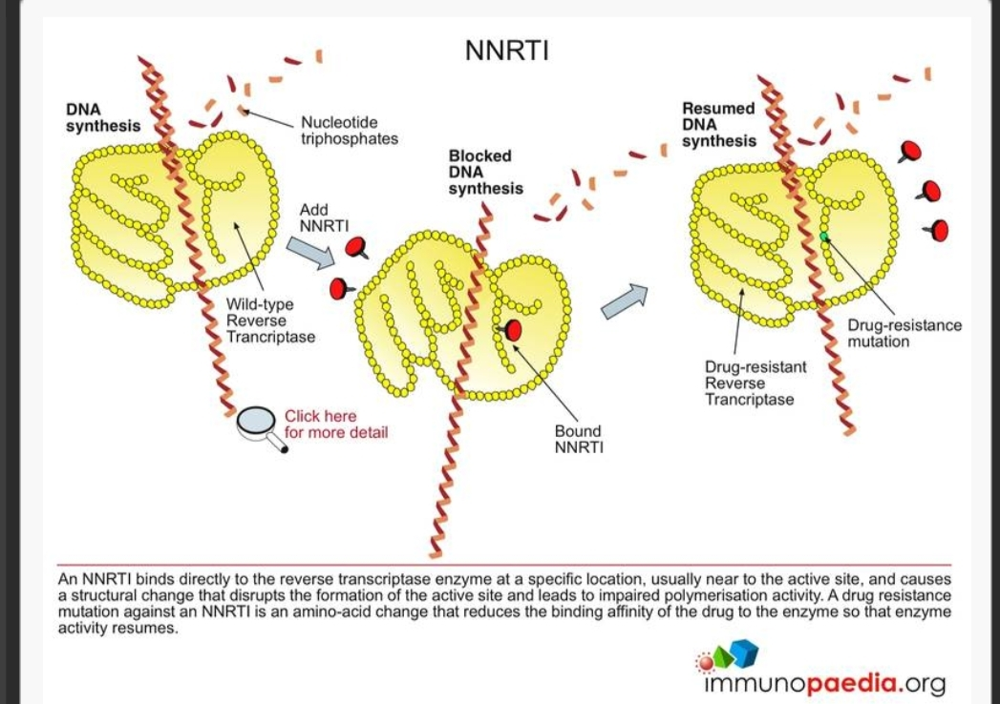 NNRTI
DNA
synthesis
Nucleotide
triphosphates
Add
NNRTI
Wild-type
Reverse
Trancriptase
Click here
for more detail
Blocked
DNA
synthesis
Bound
NNRTI
Resumed
DNA
synthesis
Drug-resistance
mutation
Drug-resistant
Reverse
Trancriptase
An NNRTI binds directly to the reverse transcriptase enzyme at a specific location, usually near to the active site, and causes
a structural change that disrupts the formation of the active site and leads to impaired polymerisation activity. A drug resistance
mutation against an NNRTI is an amino-acid change that reduces the binding affinity of the drug to the enzyme so that enzyme
activity resumes.
immunopaedia.org